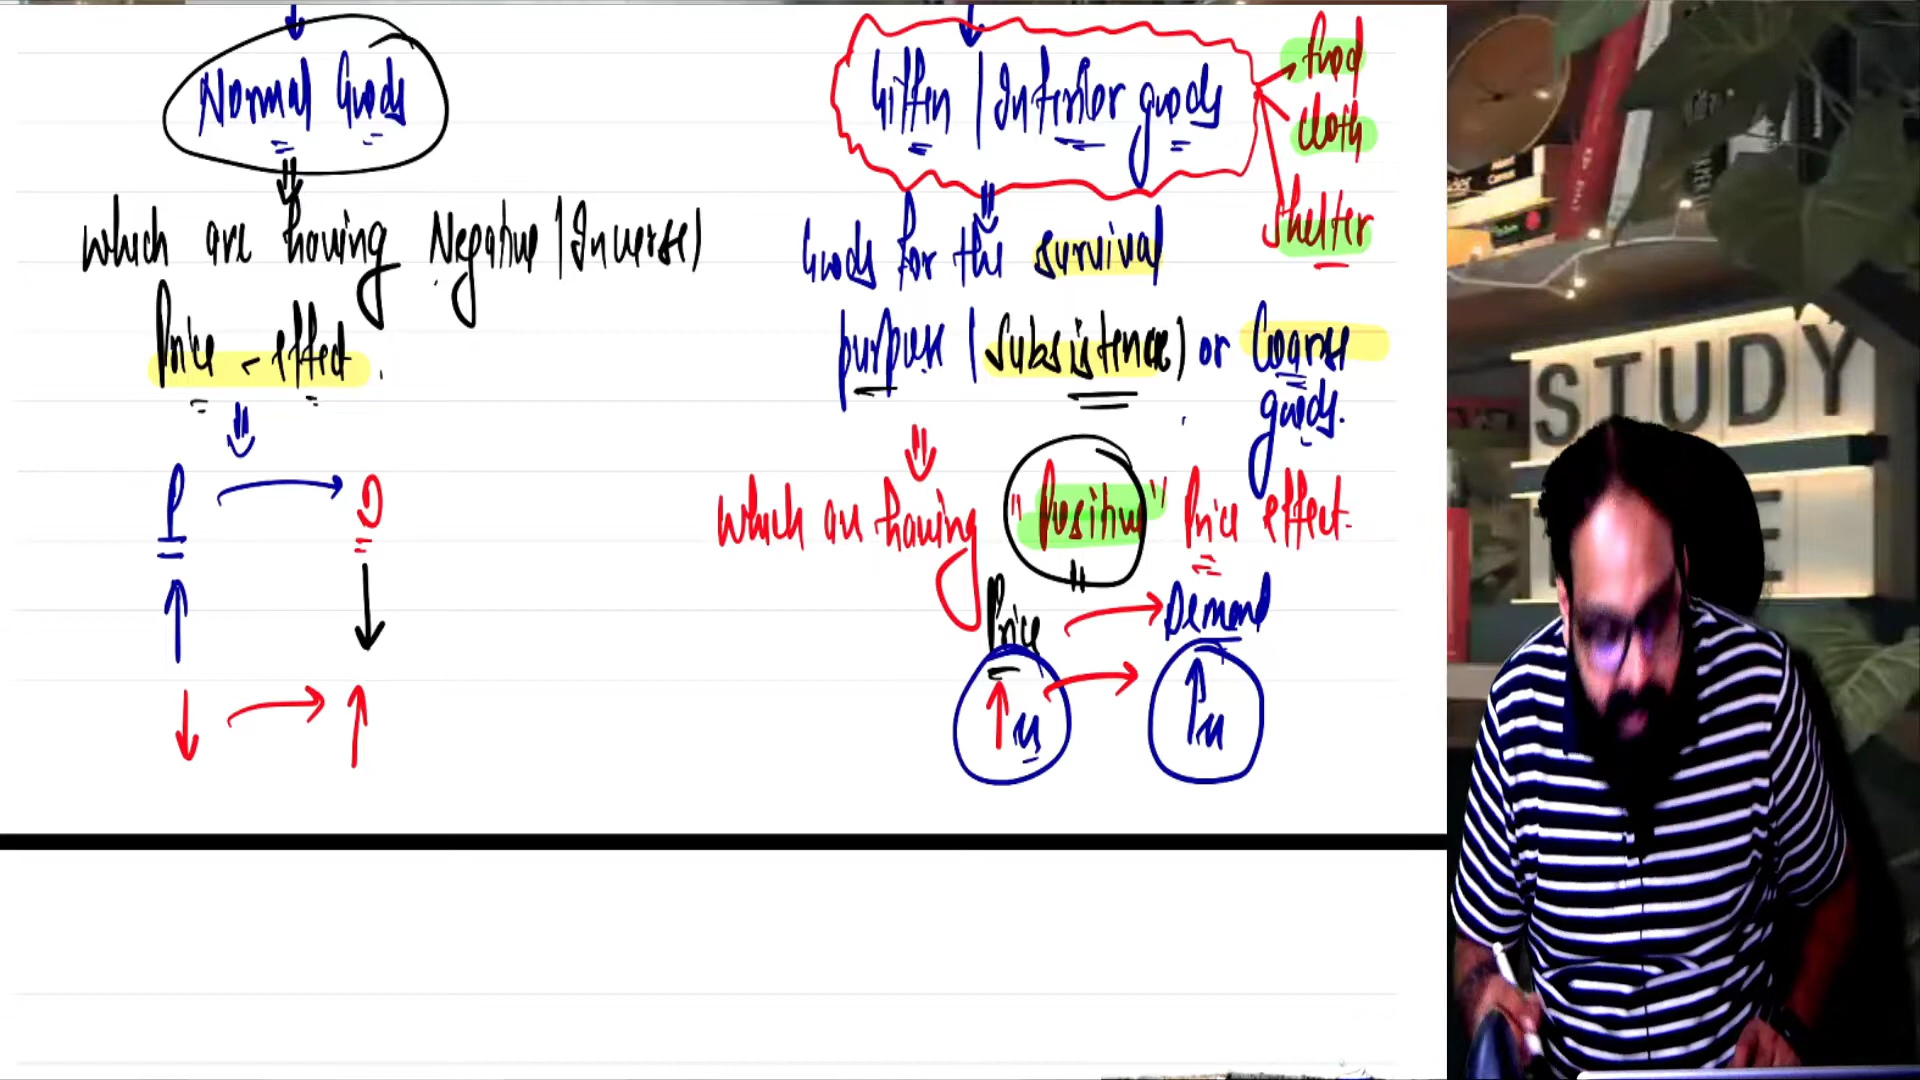 Normal Goods
which are having Negative (Inverse)
Price - effect.
P → D
↑ ↓
↓ → ↑
Giffen | Inferior goods
food
cloth
shelter
Goods for the survival
purpose (subsistence) or Coarse
goods.
which are having "Positive" Price effect.
Price → Demand
↑ → ↑
STUDY